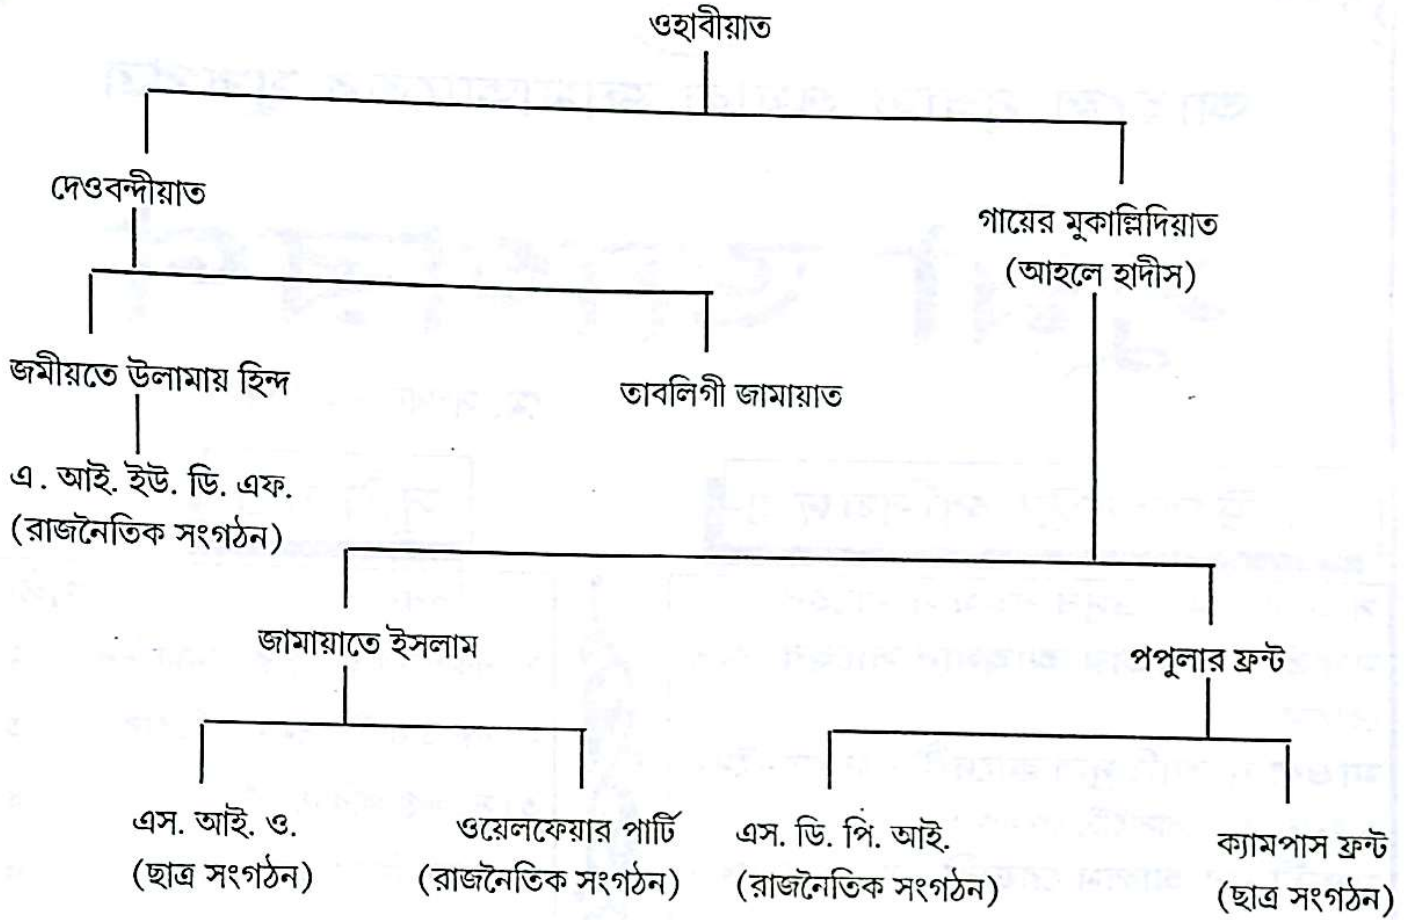 ওহাবীয়াত
দেওবন্দীয়াত
গায়ের মুকাল্লিদিয়াত
(আহলে হাদীস)
জমীয়তে উলামায় হিন্দ
তাবলিগী জামায়াত
এ. আই. ইউ. ডি. এফ.
(রাজনৈতিক সংগঠন)
জামায়াতে ইসলাম
পপুলার ফ্রন্ট
এস. আই. ও.
(ছাত্র সংগঠন)
ওয়েলফেয়ার পার্টি
(রাজনৈতিক সংগঠন)
এস. ডি. পি. আই.
(রাজনৈতিক সংগঠন)
ক্যামপাস ফ্রন্ট
(ছাত্র সংগঠন)